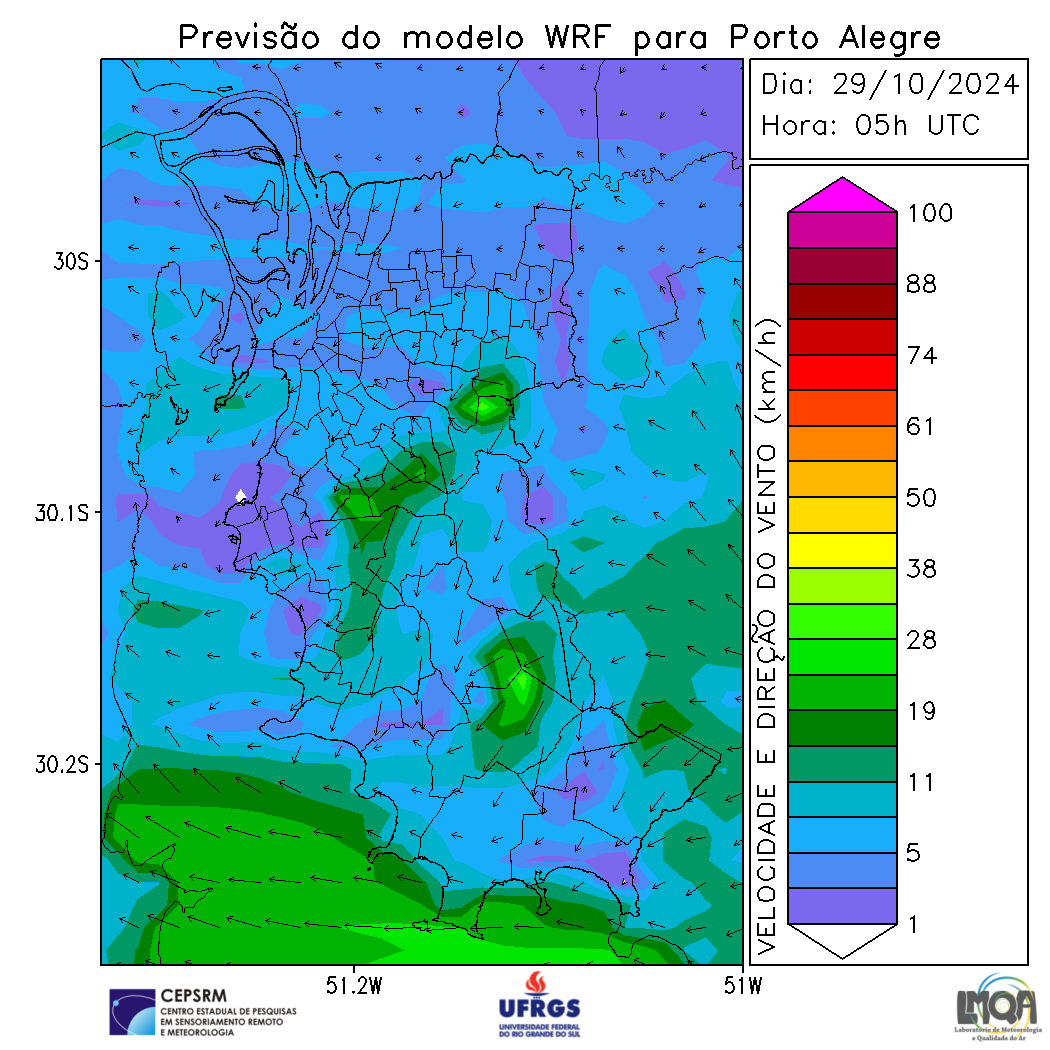 Previsão do modelo WRF para Porto Alegre
Dia: 29/10/2024
Hora: 05h UTC
30S
30.1S
30.2S
51.2W
51W
VELOCIDADE E DIREÇÃO DO VENTO (km/h)
100
88
74
61
50
38
28
19
11
5
1
CEPSRM
CENTRO ESTADUAL DE PESQUISAS
EM SENSORIAMENTO REMOTO
E METEOROLOGIA
UFRGS
UNIVERSIDADE FEDERAL
DO RIO GRANDE DO SUL
LMQA
Laboratório de Meteorologia
e Qualidade do Ar